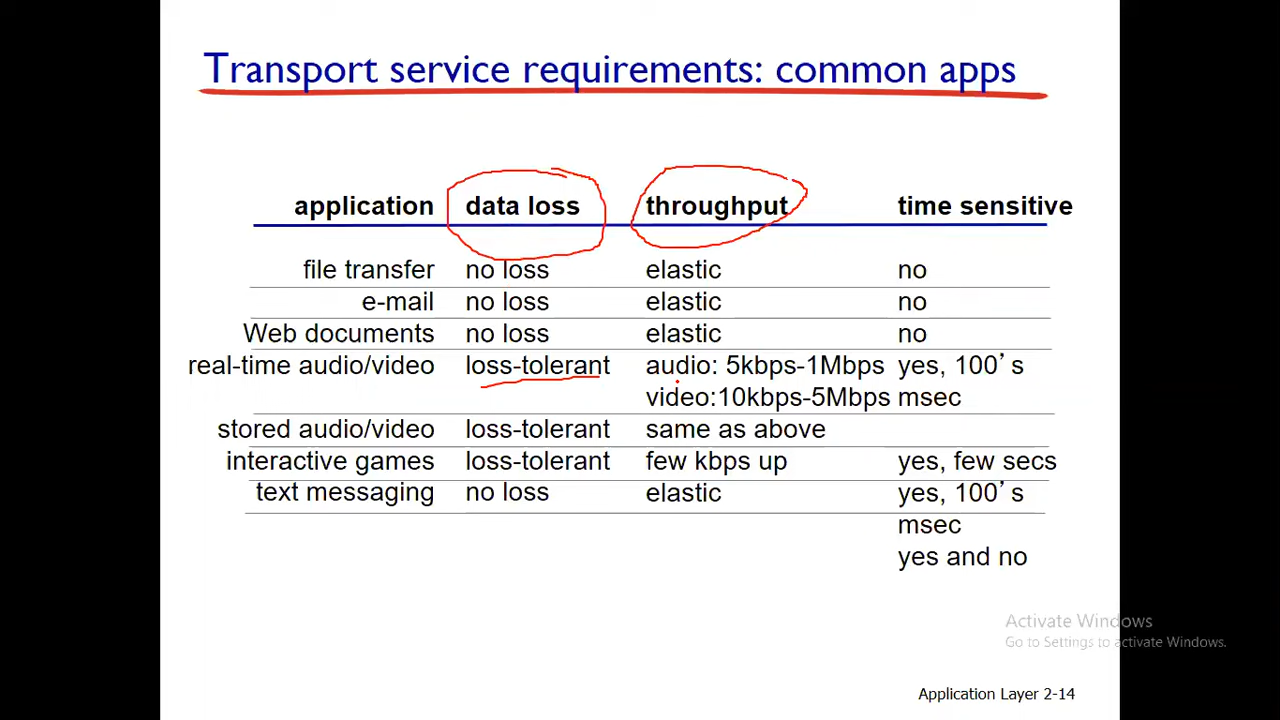 Transport service requirements: common apps
application data loss throughput time sensitive
file transfer no loss elastic no
e-mail no loss elastic no
Web documents no loss elastic no
real-time audio/video loss-tolerant audio: 5kbps-1Mbps yes, 100's
video:10kbps-5Mbps msec
stored audio/video loss-tolerant same as above
interactive games loss-tolerant few kbps up yes, few secs
text messaging no loss elastic yes, 100's
msec
yes and no
Activate Windows
Go to Settings to activate Windows.
Application Layer 2-14